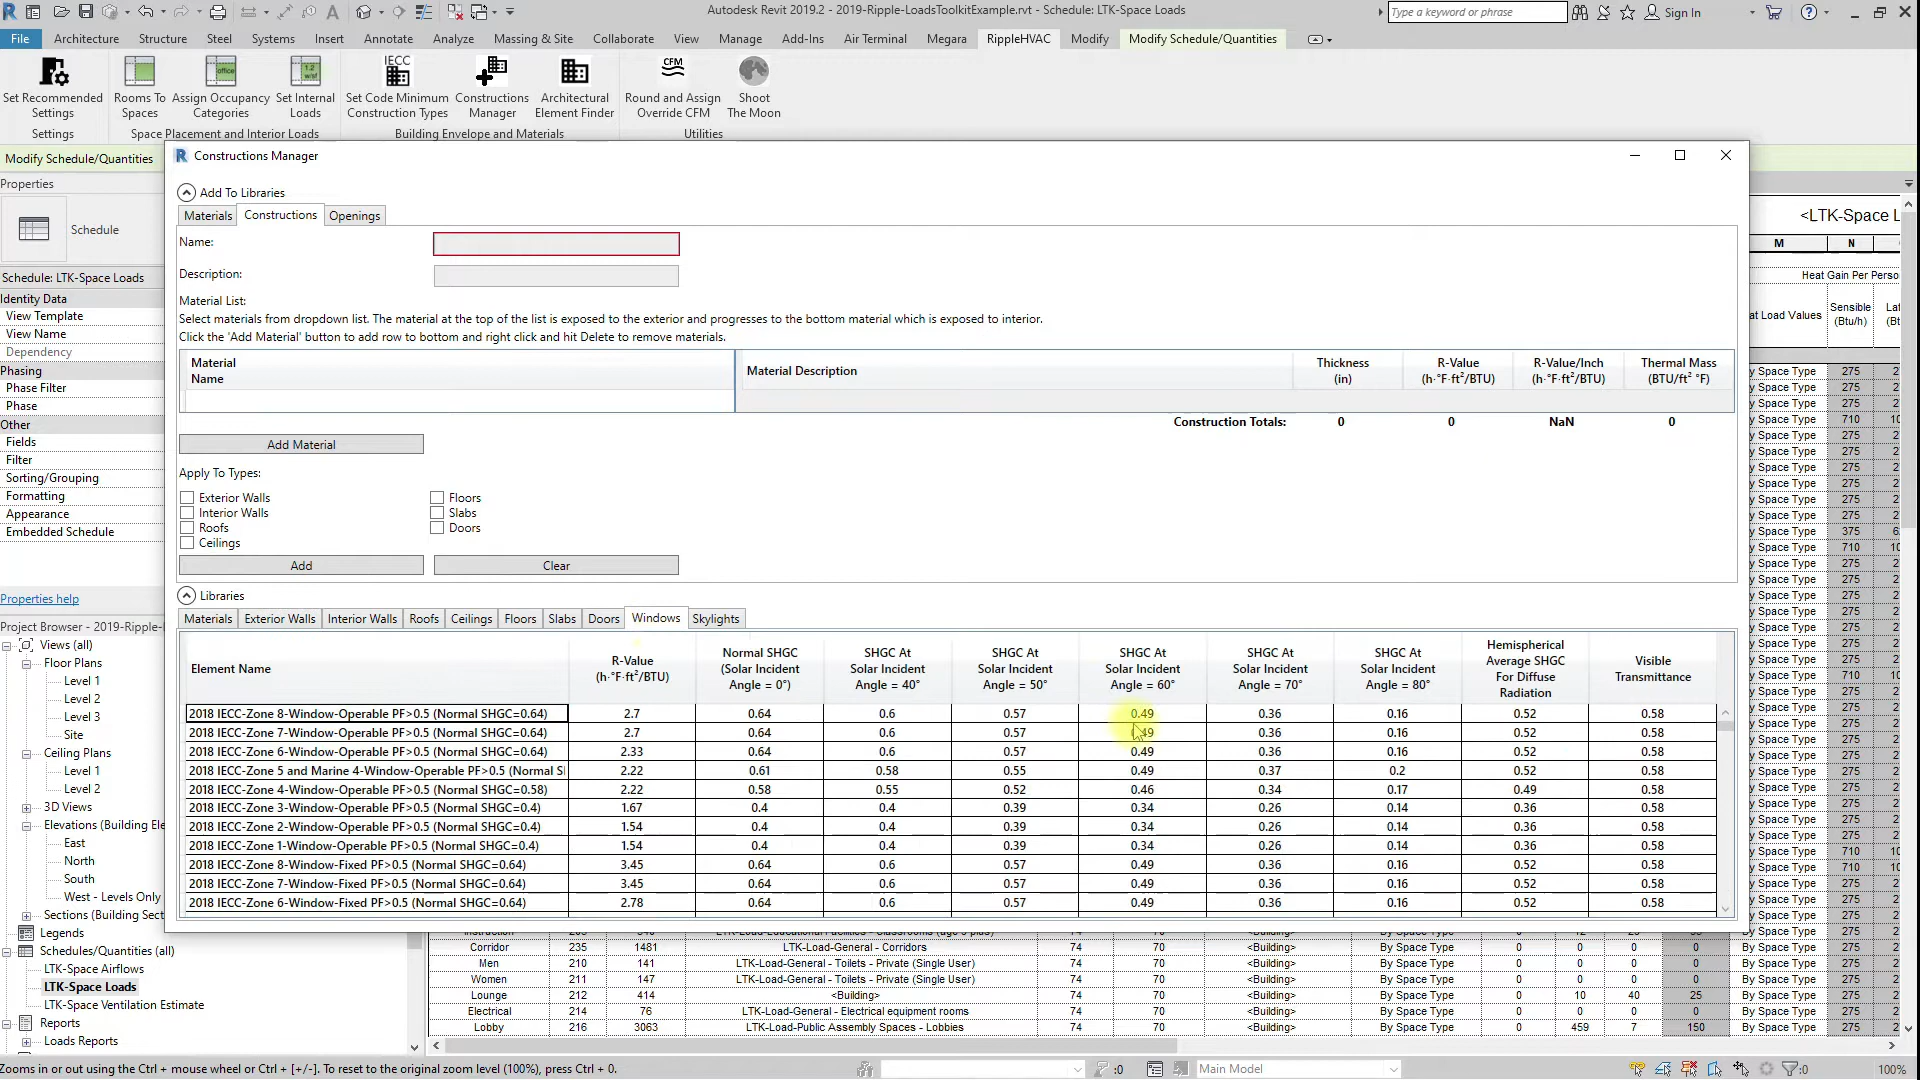 Autodesk Revit 2019.2 - 2019-Ripple-LoadsToolkitExample.rvt - Schedule: LTK-Space Loads
Type a keyword or phrase
Sign In
File Architecture Structure Steel Systems Insert Annotate Analyze Massing & Site Collaborate View Manage Add-Ins Air Terminal Megara RippleHVAC Modify Modify Schedule/Quantities
Set Recommended Settings
Rooms To Spaces
Assign Occupancy Categories
Set Internal Loads
Set Code Minimum Construction Types
Constructions Manager
Architectural Element Finder
Round and Assign Override CFM
Shoot The Moon
Settings
Space Placement and Interior Loads
Building Envelope and Materials
Utilities
Modify Schedule/Quantities
Properties
Schedule
Schedule: LTK-Space Loads
Identity Data
View Template
View Name
Dependency
Phasing
Phase Filter
Phase
Other
Fields
Filter
Sorting/Grouping
Formatting
Appearance
Embedded Schedule
Properties help
Project Browser - 2019-Ripple-
Views (all)
Floor Plans
Level 1
Level 2
Level 3
Site
Ceiling Plans
Level 1
Level 2
3D Views
Elevations (Building Ele
East
North
South
West - Levels Only
Sections (Building Sect
Legends
Schedules/Quantities (all)
LTK-Space Airflows
LTK-Space Loads
LTK-Space Ventilation Estimate
Reports
Loads Reports
Constructions Manager
Add To Libraries
Materials Constructions Openings
Name:
Description:
Material List:
Select materials from dropdown list. The material at the top of the list is exposed to the exterior and progresses to the bottom material which is exposed to interior.
Click the 'Add Material' button to add row to bottom and right click and hit Delete to remove materials.
Material Name Material Description Thickness (in) R-Value (h·°F·ft²/BTU) R-Value/Inch (h·°F·ft²/BTU) Thermal Mass (BTU/ft² °F)
Construction Totals: 0 0 NaN 0
Add Material
Apply To Types:
Exterior Walls Floors
Interior Walls Slabs
Roofs Doors
Ceilings
Add Clear
Libraries
Materials Exterior Walls Interior Walls Roofs Ceilings Floors Slabs Doors Windows Skylights
Element Name
R-Value (h·°F·ft²/BTU)
Normal SHGC (Solar Incident Angle = 0°)
SHGC At Solar Incident Angle = 40°
SHGC At Solar Incident Angle = 50°
SHGC At Solar Incident Angle = 60°
SHGC At Solar Incident Angle = 70°
SHGC At Solar Incident Angle = 80°
Hemispherical Average SHGC For Diffuse Radiation
Visible Transmittance
2018 IECC-Zone 8-Window-Operable PF>0.5 (Normal SHGC=0.64) 2.7 0.64 0.6 0.57 0.49 0.36 0.16 0.52 0.58
2018 IECC-Zone 7-Window-Operable PF>0.5 (Normal SHGC=0.64) 2.7 0.64 0.6 0.57 0.49 0.36 0.16 0.52 0.58
2018 IECC-Zone 6-Window-Operable PF>0.5 (Normal SHGC=0.64) 2.33 0.64 0.6 0.57 0.49 0.36 0.16 0.52 0.58
2018 IECC-Zone 5 and Marine 4-Window-Operable PF>0.5 (Normal S 2.22 0.61 0.58 0.55 0.49 0.37 0.2 0.52 0.58
2018 IECC-Zone 4-Window-Operable PF>0.5 (Normal SHGC=0.58) 2.22 0.58 0.55 0.52 0.46 0.34 0.17 0.49 0.58
2018 IECC-Zone 3-Window-Operable PF>0.5 (Normal SHGC=0.4) 1.67 0.4 0.4 0.39 0.34 0.26 0.14 0.36 0.58
2018 IECC-Zone 2-Window-Operable PF>0.5 (Normal SHGC=0.4) 1.54 0.4 0.4 0.39 0.34 0.26 0.14 0.36 0.58
2018 IECC-Zone 1-Window-Operable PF>0.5 (Normal SHGC=0.4) 1.54 0.4 0.4 0.39 0.34 0.26 0.14 0.36 0.58
2018 IECC-Zone 8-Window-Fixed PF>0.5 (Normal SHGC=0.64) 3.45 0.64 0.6 0.57 0.49 0.36 0.16 0.52 0.58
2018 IECC-Zone 7-Window-Fixed PF>0.5 (Normal SHGC=0.64) 3.45 0.64 0.6 0.57 0.49 0.36 0.16 0.52 0.58
2018 IECC-Zone 6-Window-Fixed PF>0.5 (Normal SHGC=0.64) 2.78 0.64 0.6 0.57 0.49 0.36 0.16 0.52 0.58
<LTK-Space L
M N
Heat Gain Per Perso
at Load Values Sensible (Btu/h)
Corridor 235 1481 LTK-Load-General - Corridors 74 70 <Building> By Space Type 0 0 0 0 By Space Type 275
Men 210 141 LTK-Load-General - Toilets - Private (Single User) 74 70 <Building> By Space Type 0 0 0 0 By Space Type 275
Women 211 147 LTK-Load-General - Toilets - Private (Single User) 74 70 <Building> By Space Type 0 0 0 0 By Space Type 275
Lounge 212 414 <Building> 74 70 <Building> By Space Type 0 10 40 25 By Space Type 275
Electrical 214 76 LTK-Load-General - Electrical equipment rooms 74 70 <Building> By Space Type 0 0 0 0 By Space Type 275
Lobby 216 3063 LTK-Load-Public Assembly Spaces - Lobbies 74 70 <Building> By Space Type 0 459 7 150 By Space Type 275
Zooms in or out using the Ctrl + mouse wheel or Ctrl + [+/-]. To reset to the original zoom level (100%), press Ctrl + 0.
:0
Main Model
:0
100%